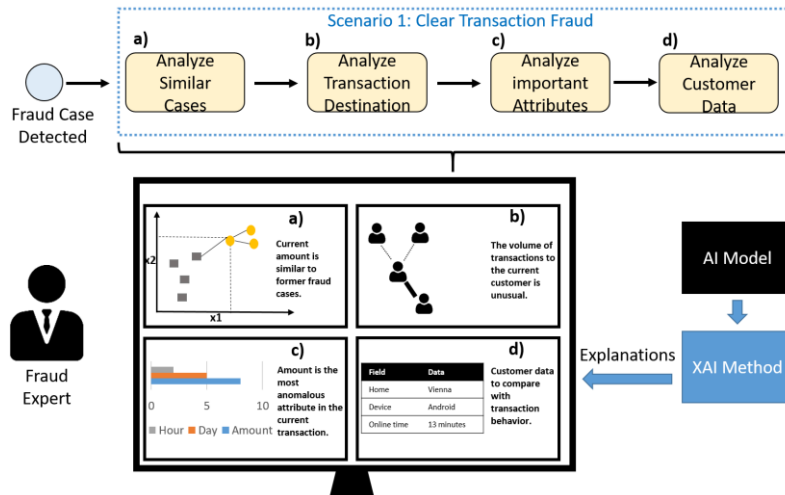 Scenario 1: Clear Transaction Fraud
a)
b)
c)
d)
Analyze
Similar
Cases
Analyze
Transaction
Destination
Analyze
important
Attributes
Analyze
Customer
Data
Fraud Case
Detected
a)
Current
amount is
similar to
former fraud
cases.
x2
x1
b)
The volume of
transactions to
the current
customer is
unusual.
c)
Amount is the
most
anomalous
attribute in the
current
transaction.
0
5
10
Hour
Day
Amount
d)
Field
Data
Home
Vienna
Device
Android
Online time
13 minutes
Customer data
to compare
with
transaction
behavior.
Fraud
Expert
AI Model
Explanations
XAI Method